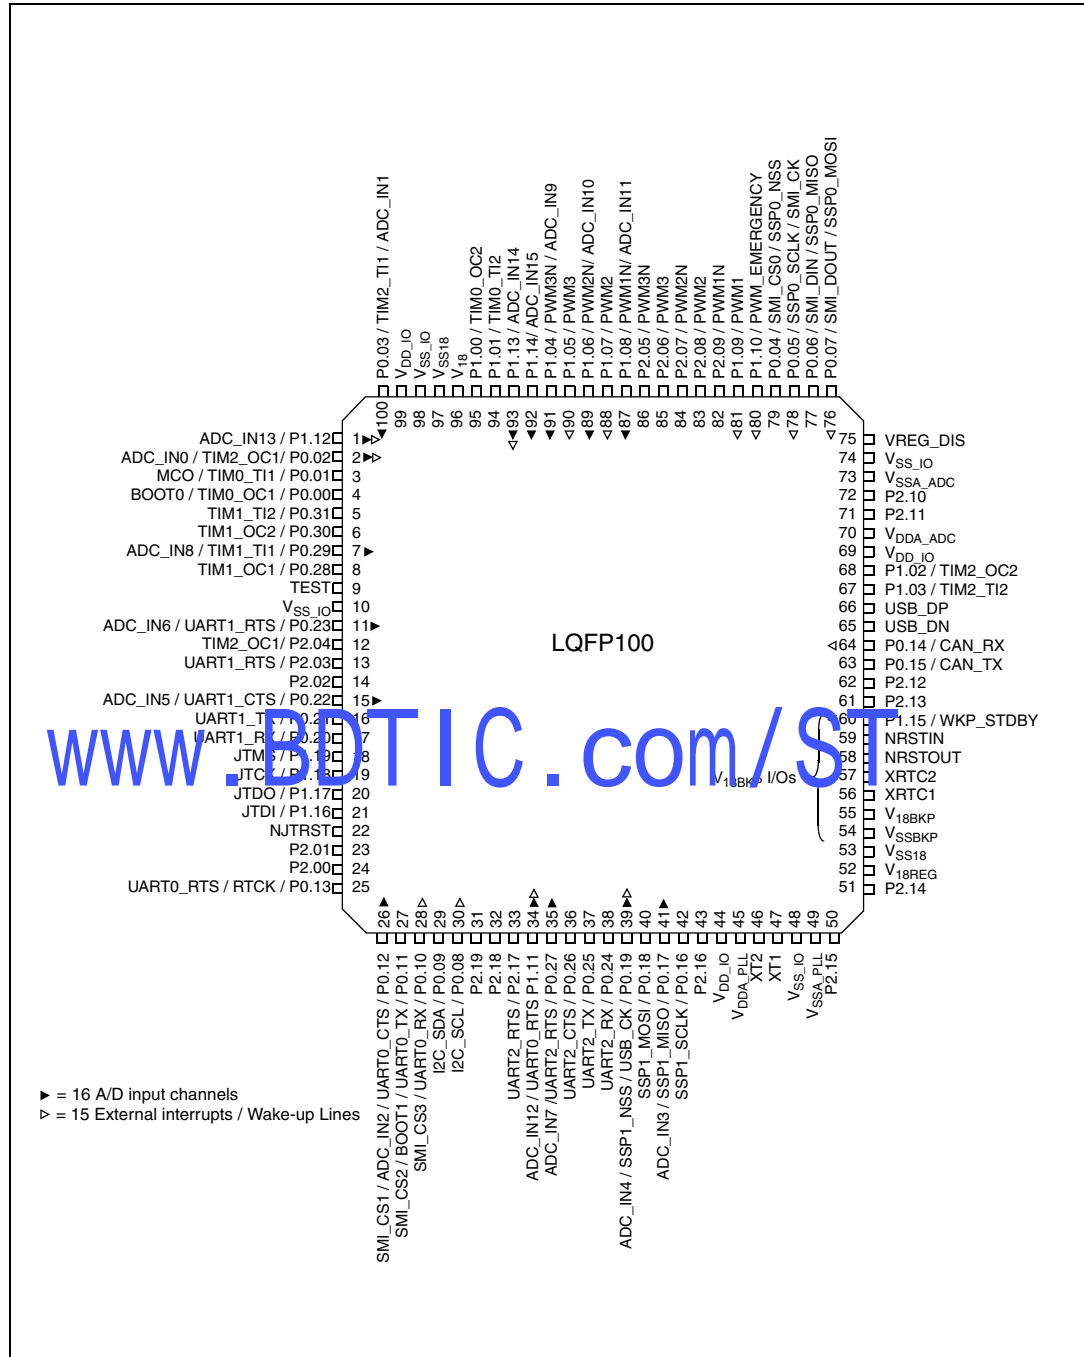 P0.03 / TIM2_TI1 / ADC_IN1
VDD_IO
VSS_IO
VSS18
V18
P1.00 / TIM0_OC2
P1.01 / TIM0_TI2
P1.13 / ADC_IN14
P1.14/ ADC_IN15
P1.04 / PWM3N / ADC_IN9
P1.05 / PWM3
P1.06 / PWM2N/ ADC_IN10
P1.07 / PWM2
P1.08 / PWM1N/ ADC_IN11
P2.05 / PWM3N
P2.06 / PWM3
P2.07 / PWM2N
P2.08 / PWM2
P2.09 / PWM1N
P1.09 / PWM1
P1.10 / PWM_EMERGENCY
P0.04 / SMI_CS0 / SSP0_NSS
P0.05 / SSP0_SCLK / SMI_CK
P0.06 / SMI_DIN / SSP0_MISO
P0.07 / SMI_DOUT / SSP0_MOSI
100 99 98 97 96 95 94 93 92 91 90 89 88 87 86 85 84 83 82 81 80 79 78 77 76
ADC_IN13 / P1.12 1
ADC_IN0 / TIM2_OC1/ P0.02 2
MCO / TIM0_TI1 / P0.01 3
BOOT0 / TIM0_OC1 / P0.00 4
TIM1_TI2 / P0.31 5
TIM1_OC2 / P0.30 6
ADC_IN8 / TIM1_TI1 / P0.29 7
TIM1_OC1 / P0.28 8
TEST 9
VSS_IO 10
ADC_IN6 / UART1_RTS / P0.23 11
TIM2_OC1/ P2.04 12
UART1_RTS / P2.03 13
P2.02 14
ADC_IN5 / UART1_CTS / P0.22 15
UART1_TX / P0.21 16
UART1_RX / P0.20 17
JTMS / P1.19 18
JTCK / P1.18 19
JTDO / P1.17 20
JTDI / P1.16 21
NJTRST 22
P2.01 23
P2.00 24
UART0_RTS / RTCK / P0.13 25
LQFP100
75 VREG_DIS
74 VSS_IO
73 VSSA_ADC
72 P2.10
71 P2.11
70 VDDA_ADC
69 VDD_IO
68 P1.02 / TIM2_OC2
67 P1.03 / TIM2_TI2
66 USB_DP
65 USB_DN
64 P0.14 / CAN_RX
63 P0.15 / CAN_TX
62 P2.12
61 P2.13
60 P1.15 / WKP_STDBY
59 NRSTIN
58 NRSTOUT
57 XRTC2
56 XRTC1
55 V18BKP
54 VSSBKP
53 VSS18
52 V18REG
51 P2.14
V18BKP I/Os
www.BDTIC.com/ST
26 27 28 29 30 31 32 33 34 35 36 37 38 39 40 41 42 43 44 45 46 47 48 49 50
SMI_CS1 / ADC_IN2 / UART0_CTS / P0.12
SMI_CS2 / BOOT1 / UART0_TX / P0.11
SMI_CS3 / UART0_RX / P0.10
I2C_SDA / P0.09
I2C_SCL / P0.08
P2.19
P2.18
UART2_RTS / P2.17
ADC_IN12 / UART0_RTS P1.11
ADC_IN7 /UART2_RTS / P0.27
UART2_CTS / P0.26
UART2_TX / P0.25
UART2_RX / P0.24
ADC_IN4 / SSP1_NSS / USB_CK / P0.19
SSP1_MOSI / P0.18
ADC_IN3 / SSP1_MISO / P0.17
SSP1_SCLK / P0.16
P2.16
VDD_IO
VDDA_PLL
XT2
XT1
VSS_IO
VSSA_PLL
P2.15
► = 16 A/D input channels
▷ = 15 External interrupts / Wake-up Lines